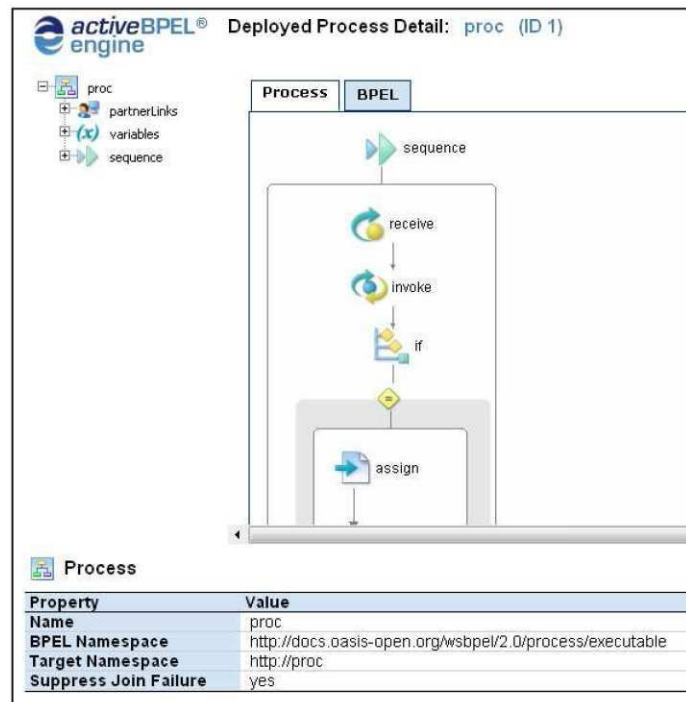 activeBPEL® engine
Deployed Process Detail: proc (ID 1)
proc
partnerLinks
(x) variables
sequence
Process BPEL
sequence
receive
invoke
if
=
assign
Process
Property Value
Name proc
BPEL Namespace http://docs.oasis-open.org/wsbpel/2.0/process/executable
Target Namespace http://proc
Suppress Join Failure yes